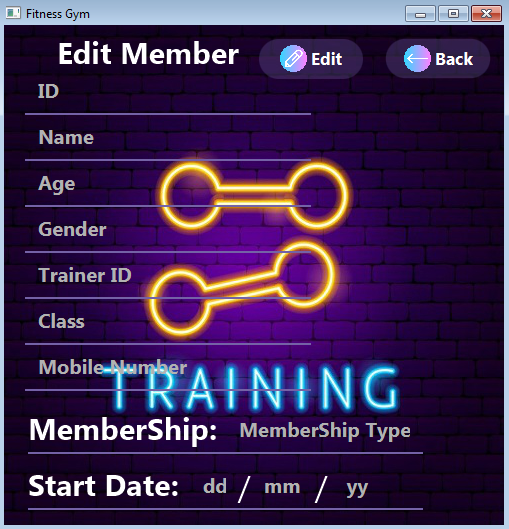 Fitness Gym
Edit Member Edit Back
ID
Name
Age
Gender
Trainer ID
Class
Mobile Number
TRAINING
MemberShip: MemberShip Type
Start Date: dd / mm / yy